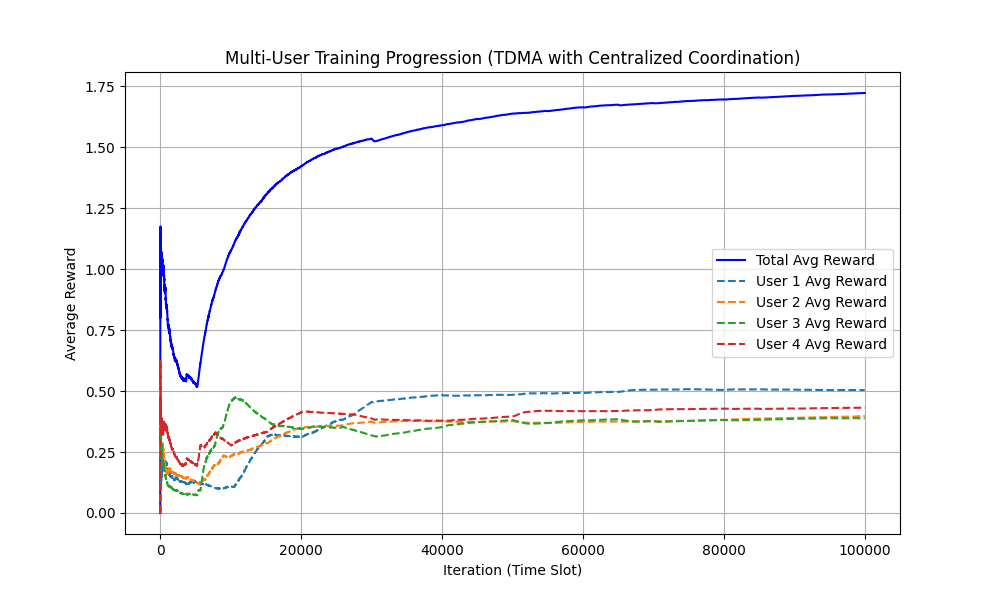 Multi-User Training Progression (TDMA with Centralized Coordination)
Average Reward
1.75
1.50
1.25
1.00
0.75
0.50
0.25
0.00
Total Avg Reward
User 1 Avg Reward
User 2 Avg Reward
User 3 Avg Reward
User 4 Avg Reward
0 20000 40000 60000 80000 100000
Iteration (Time Slot)